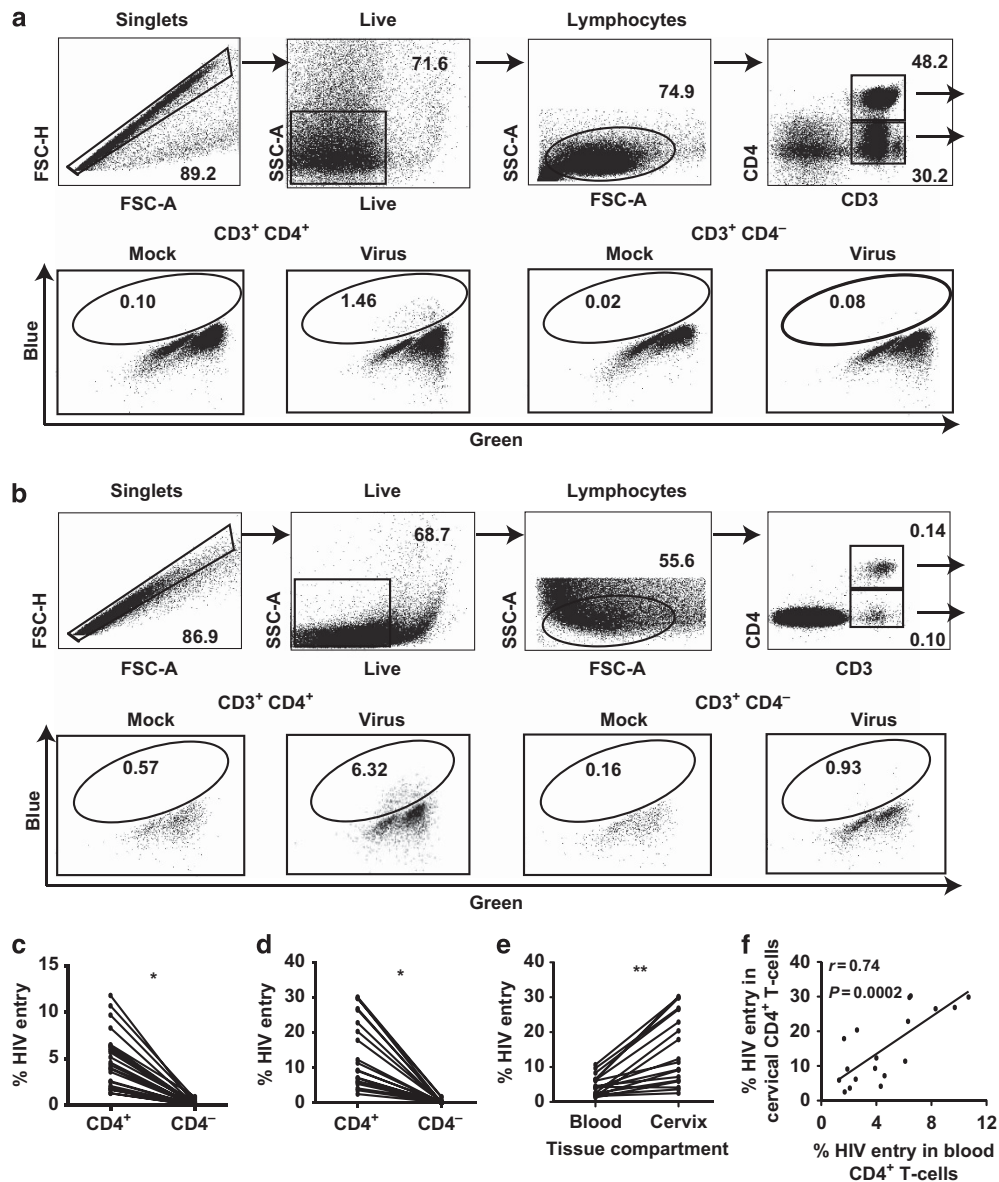 a
Singlets
Live
Lymphocytes
FSC-H
89.2
FSC-A
SSC-A
71.6
Live
SSC-A
74.9
FSC-A
CD4
48.2
30.2
CD3
CD3+ CD4+
CD3+ CD4–
Mock
Virus
Mock
Virus
Blue
0.10
1.46
0.02
0.08
Green
b
Singlets
Live
Lymphocytes
FSC-H
86.9
FSC-A
SSC-A
68.7
Live
SSC-A
55.6
FSC-A
CD4
0.14
0.10
CD3
CD3+ CD4+
CD3+ CD4–
Mock
Virus
Mock
Virus
Blue
0.57
6.32
0.16
0.93
Green
c
% HIV entry
15
10
5
0
*
CD4+ CD4–
d
% HIV entry
40
30
20
10
0
*
CD4+ CD4–
e
% HIV entry
40
30
20
10
0
**
Blood Cervix
Tissue compartment
f
% HIV entry in
cervical CD4+ T-cells
40
30
20
10
0
r = 0.74
P = 0.0002
0 4 8 12
% HIV entry in blood
CD4+ T-cells